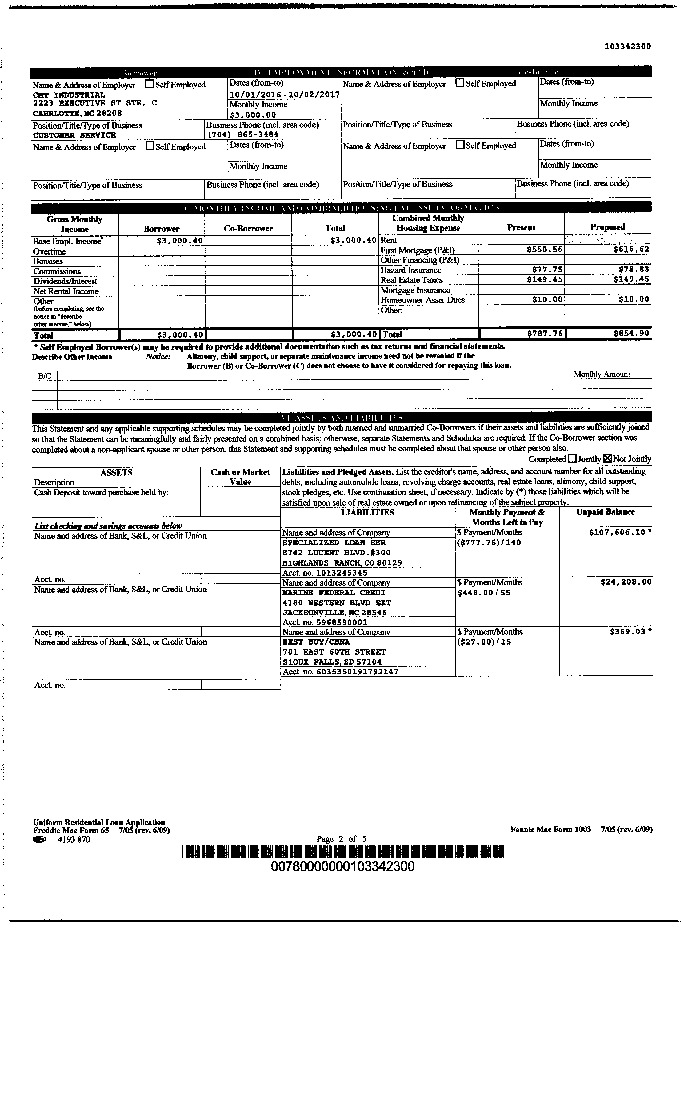 103342300
Borrower IV. EMPLOYMENT INFORMATION (cont'd) Co-Borrower
Name & Address of Employer Self Employed Dates (from-to) Name & Address of Employer Self Employed Dates (from-to)
CMT INDUSTRIAL 10/01/2016-10/02/2017
2223 EXECUTIVE ST STE, C Monthly Income Monthly Income
CHARLOTTE, NC 28208 $3,000.00
Position/Title/Type of Business Business Phone (incl. area code) Position/Title/Type of Business Business Phone (incl. area code)
CUSTOMER SERVICE (704) 865-3484
Name & Address of Employer Self Employed Dates (from-to) Name & Address of Employer Self Employed Dates (from-to)
Monthly Income Monthly Income
Position/Title/Type of Business Business Phone (incl. area code) Position/Title/Type of Business Business Phone (incl. area code)
V. MONTHLY INCOME AND COMBINED HOUSING EXPENSE INFORMATION
Gross Monthly Income Borrower Co-Borrower Total Combined Monthly Housing Expense Present Proposed
Base Empl. Income* $3,000.40 $3,000.40 Rent
Overtime First Mortgage (P&I) $550.56 $616.62
Bonuses Other Financing (P&I)
Commissions Hazard Insurance $77.75 $78.83
Dividends/Interest Real Estate Taxes $149.45 $149.45
Net Rental Income Mortgage Insurance
Other Homeowner Assn Dues $10.00 $10.00
(before completing, see the Other:
notice in "describe
other income," below)
Total $3,000.40 $3,000.40 Total $787.76 $854.90
* Self Employed Borrower(s) may be required to provide additional documentation such as tax returns and financial statements.
Describe Other Income Notice: Alimony, child support, or separate maintenance income need not be revealed if the
Borrower (B) or Co-Borrower (C) does not choose to have it considered for repaying this loan.
B/C Monthly Amount
VI. ASSETS AND LIABILITIES
This Statement and any applicable supporting schedules may be completed jointly by both married and unmarried Co-Borrowers if their assets and liabilities are sufficiently joined
so that the Statement can be meaningfully and fairly presented on a combined basis; otherwise, separate Statements and Schedules are required. If the Co-Borrower section was
completed about a non-applicant spouse or other person, this Statement and supporting schedules must be completed about that spouse or other person also.
Completed Jointly Not Jointly
ASSETS Cash or Market Value
Description
Cash Deposit toward purchase held by:
Liabilities and Pledged Assets. List the creditor's name, address, and account number for all outstanding
debts, including automobile loans, revolving charge accounts, real estate loans, alimony, child support,
stock pledges, etc. Use continuation sheet, if necessary. Indicate by (*) those liabilities which will be
satisfied upon sale of real estate owned or upon refinancing of the subject property.
LIABILITIES Monthly Payment & Months Left to Pay Unpaid Balance
List checking and savings accounts below
Name and address of Bank, S&L, or Credit Union
Name and address of Company $ Payment/Months $107,606.10*
SPECIALIZED LOAN SER ($777.76)/140
8742 LUCENT BLVD.#300
HIGHLANDS RANCH, CO 80129
Acct. no. Acct. no. 1013245345
Name and address of Bank, S&L, or Credit Union
Name and address of Company $ Payment/Months $24,208.00
MARINE FEDERAL CREDI $448.00/55
4180 WESTERN BLVD EXT
JACKSONVILLE, NC 28546
Acct. no. Acct. no. 5968590001
Name and address of Bank, S&L, or Credit Union
Name and address of Company $ Payment/Months $369.03*
BEST BUY/CBNA ($27.00)/15
701 EAST 60TH STREET
SIOUX FALLS, SD 57104
Acct. no. Acct. no. 6035350191793147
Uniform Residential Loan Application
Freddie Mac Form 65 7/05 (rev. 6/09) Fannie Mae Form 1003 7/05 (rev. 6/09)
4193 870 Page 2 of 5
0078000000103342300